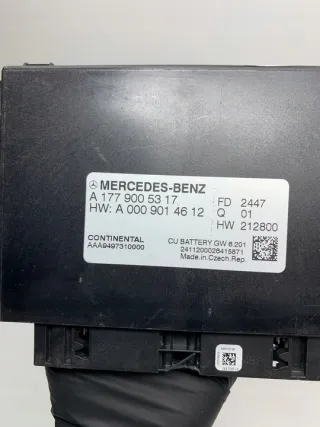 MERCEDES-BENZ
A 177 900 53 17 FD 2447
HW: A 000 901 46 12 Q 01
HW 212800
CONTINENTAL CU BATTERY GW 6.201
AAA9497310000 2411200026415871
Made in Czech Rep.